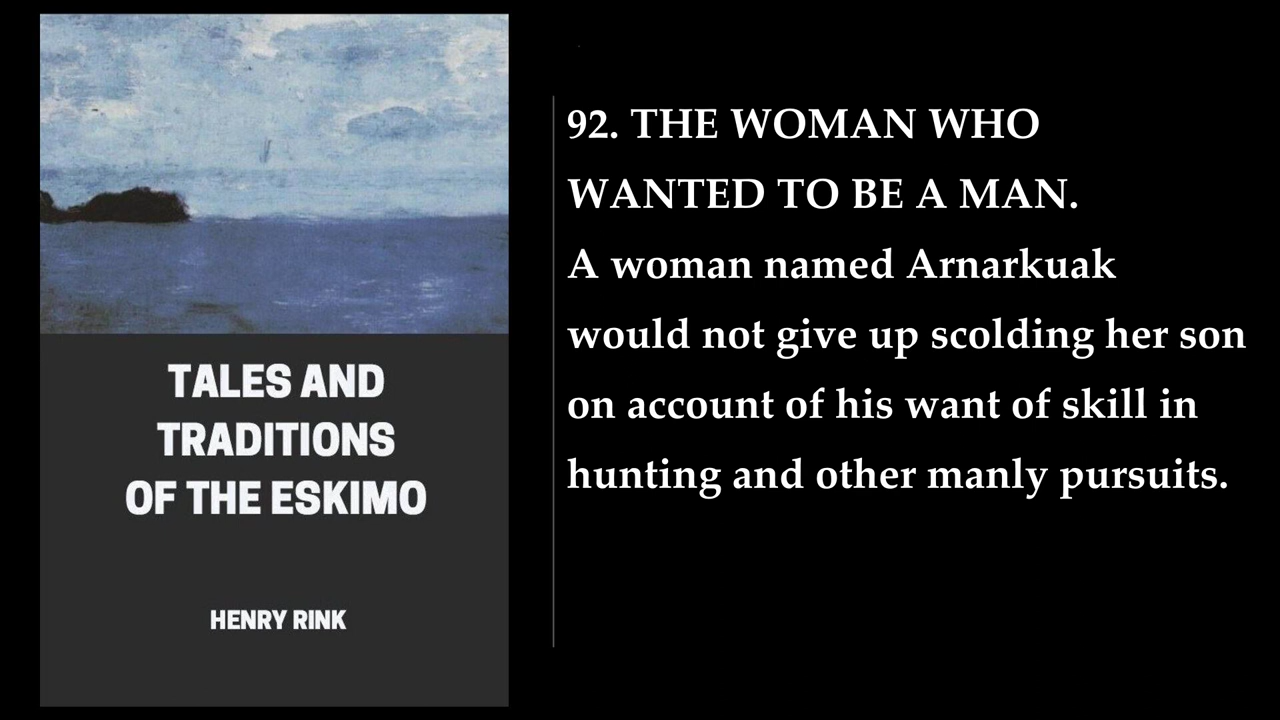 TALES AND
TRADITIONS
OF THE ESKIMO
HENRY RINK
92. THE WOMAN WHO
WANTED TO BE A MAN.
A woman named Arnarkuak
would not give up scolding her son
on account of his want of skill in
hunting and other manly pursuits.